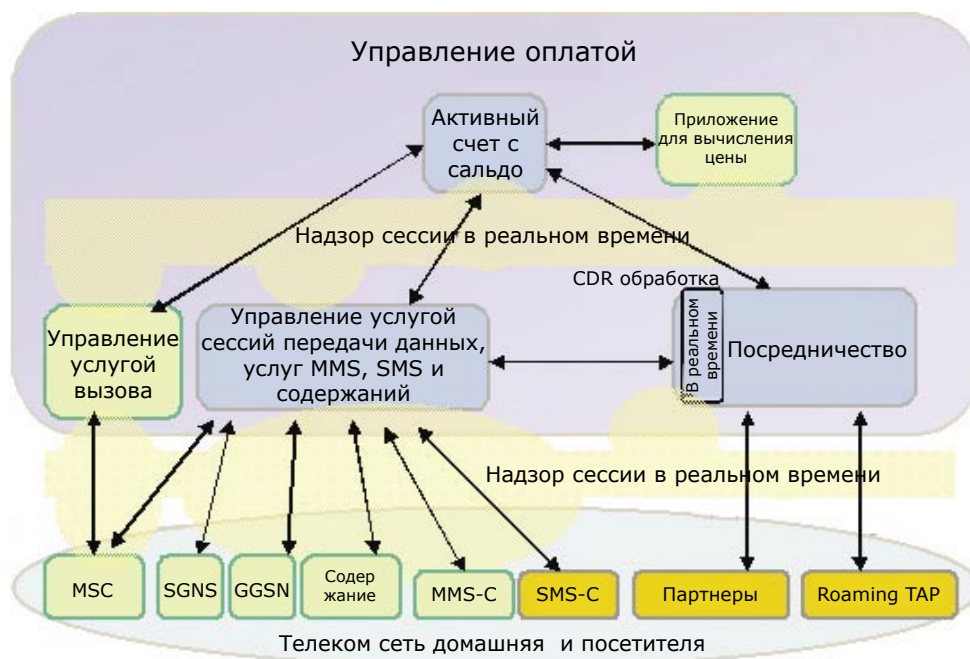 Управление оплатой
Активный
счет с
сальдо
Приложение
для вычисления
цены
Надзор сессии в реальном времени
CDR обработка
Управление
услугой
вызова
Управление услугой
сессий передачи данных,
услуг MMS, SMS и
содержаний
В реальном
времени
Посредничество
Надзор сессии в реальном времени
MSC
SGNS
GGSN
Содер
жание
MMS-C
SMS-C
Партнеры
Roaming TAP
Телеком сеть домашняя и посетителя